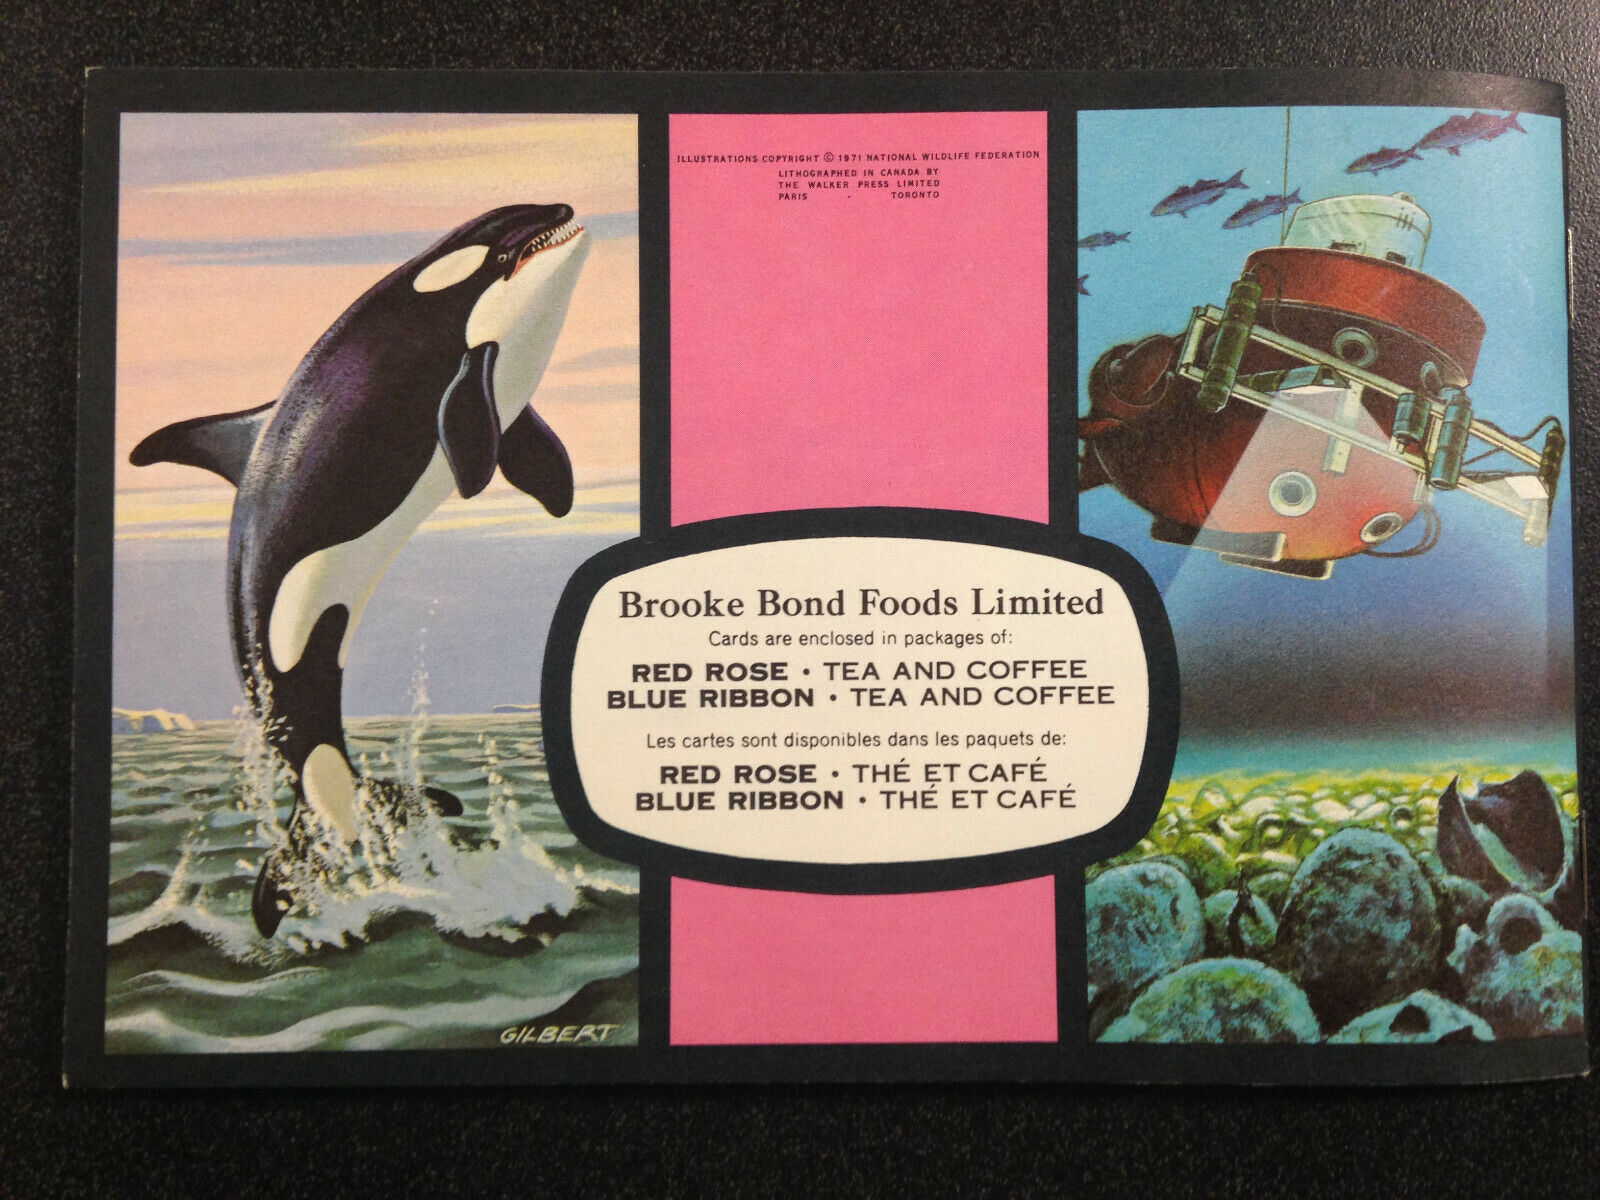 ILLUSTRATIONS COPYRIGHT © 1971 NATIONAL WILDLIFE FEDERATION
LITHOGRAPHED IN CANADA BY
THE WALKER PRESS LIMITED
PARIS . TORONTO
Brooke Bond Foods Limited
Cards are enclosed in packages of:
RED ROSE • TEA AND COFFEE
BLUE RIBBON • TEA AND COFFEE
Les cartes sont disponibles dans les paquets de:
RED ROSE • THÉ ET CAFÉ
BLUE RIBBON • THÉ ET CAFÉ
GILBERT